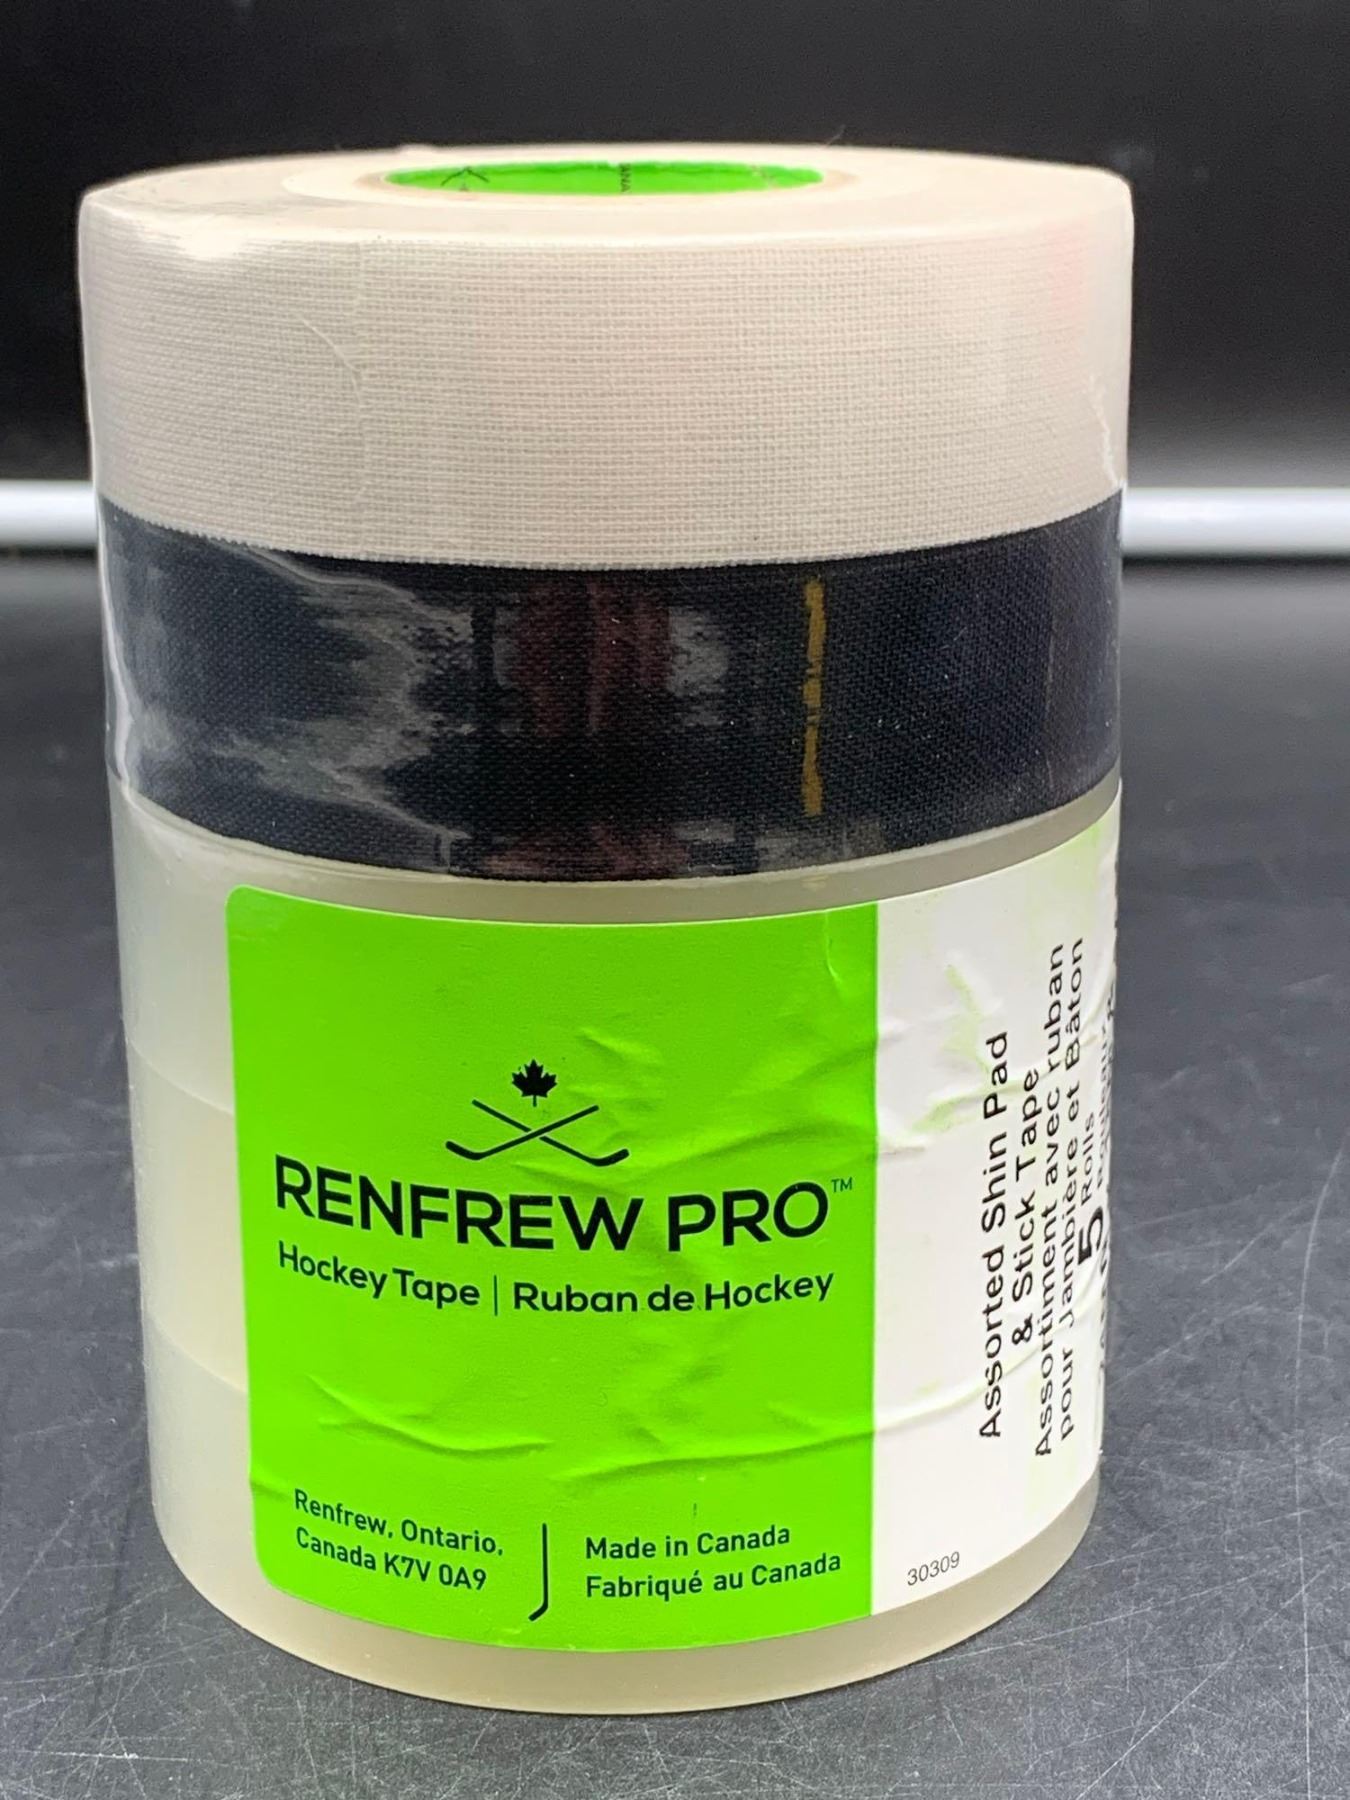 RENFREW PRO™
Hockey Tape | Ruban de Hockey
Renfrew, Ontario,
Canada K7V 0A9
Made in Canada
Fabriqué au Canada
Assorted Shin Pad
& Stick Tape
Assortiment avec ruban
pour Jambière et Bâton
5 Rolls
30309